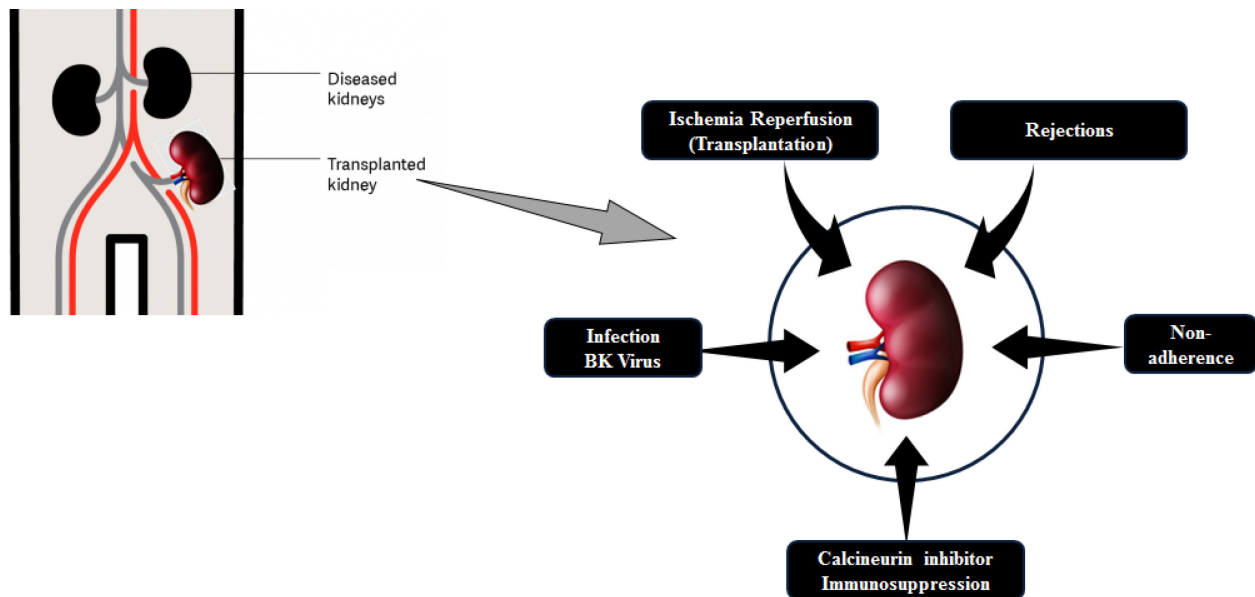 Diseased
kidneys
Transplanted
kidney
Ischemia Reperfusion
(Transplantation)
Rejections
Infection
BK Virus
Non-
adherence
Calcineurin inhibitor
Immunosuppression